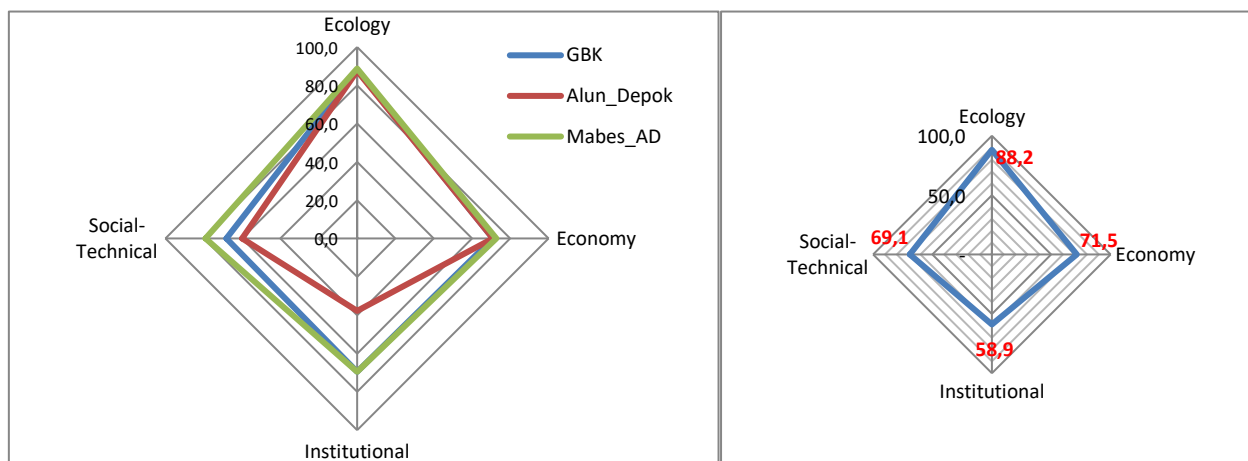 Ecology
100,0
80,0
60,0
40,0
20,0
0,0
GBK
Alun_Depok
Mabes_AD
Social-
Technical
Economy
Institutional
Ecology
100,0
88,2
50,0
69,1
71,5
Social-
Technical
-
Economy
58,9
Institutional